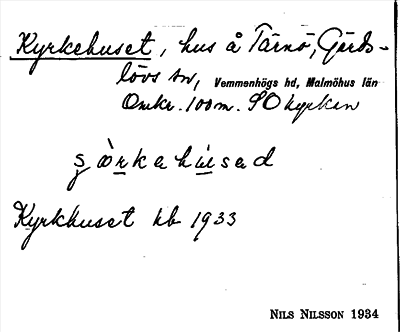 Kyrkehuset, hus å Tärnö, Gärds-
lövs sn, Vemmenhögs hd, Malmöhus län
Omkr. 100 m. SO kyrkan
Kyrkhuset kb 1933
NILS NILSSON 1934